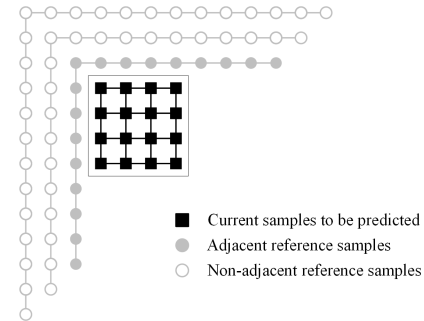 Current samples to be predicted
Adjacent reference samples
Non-adjacent reference samples